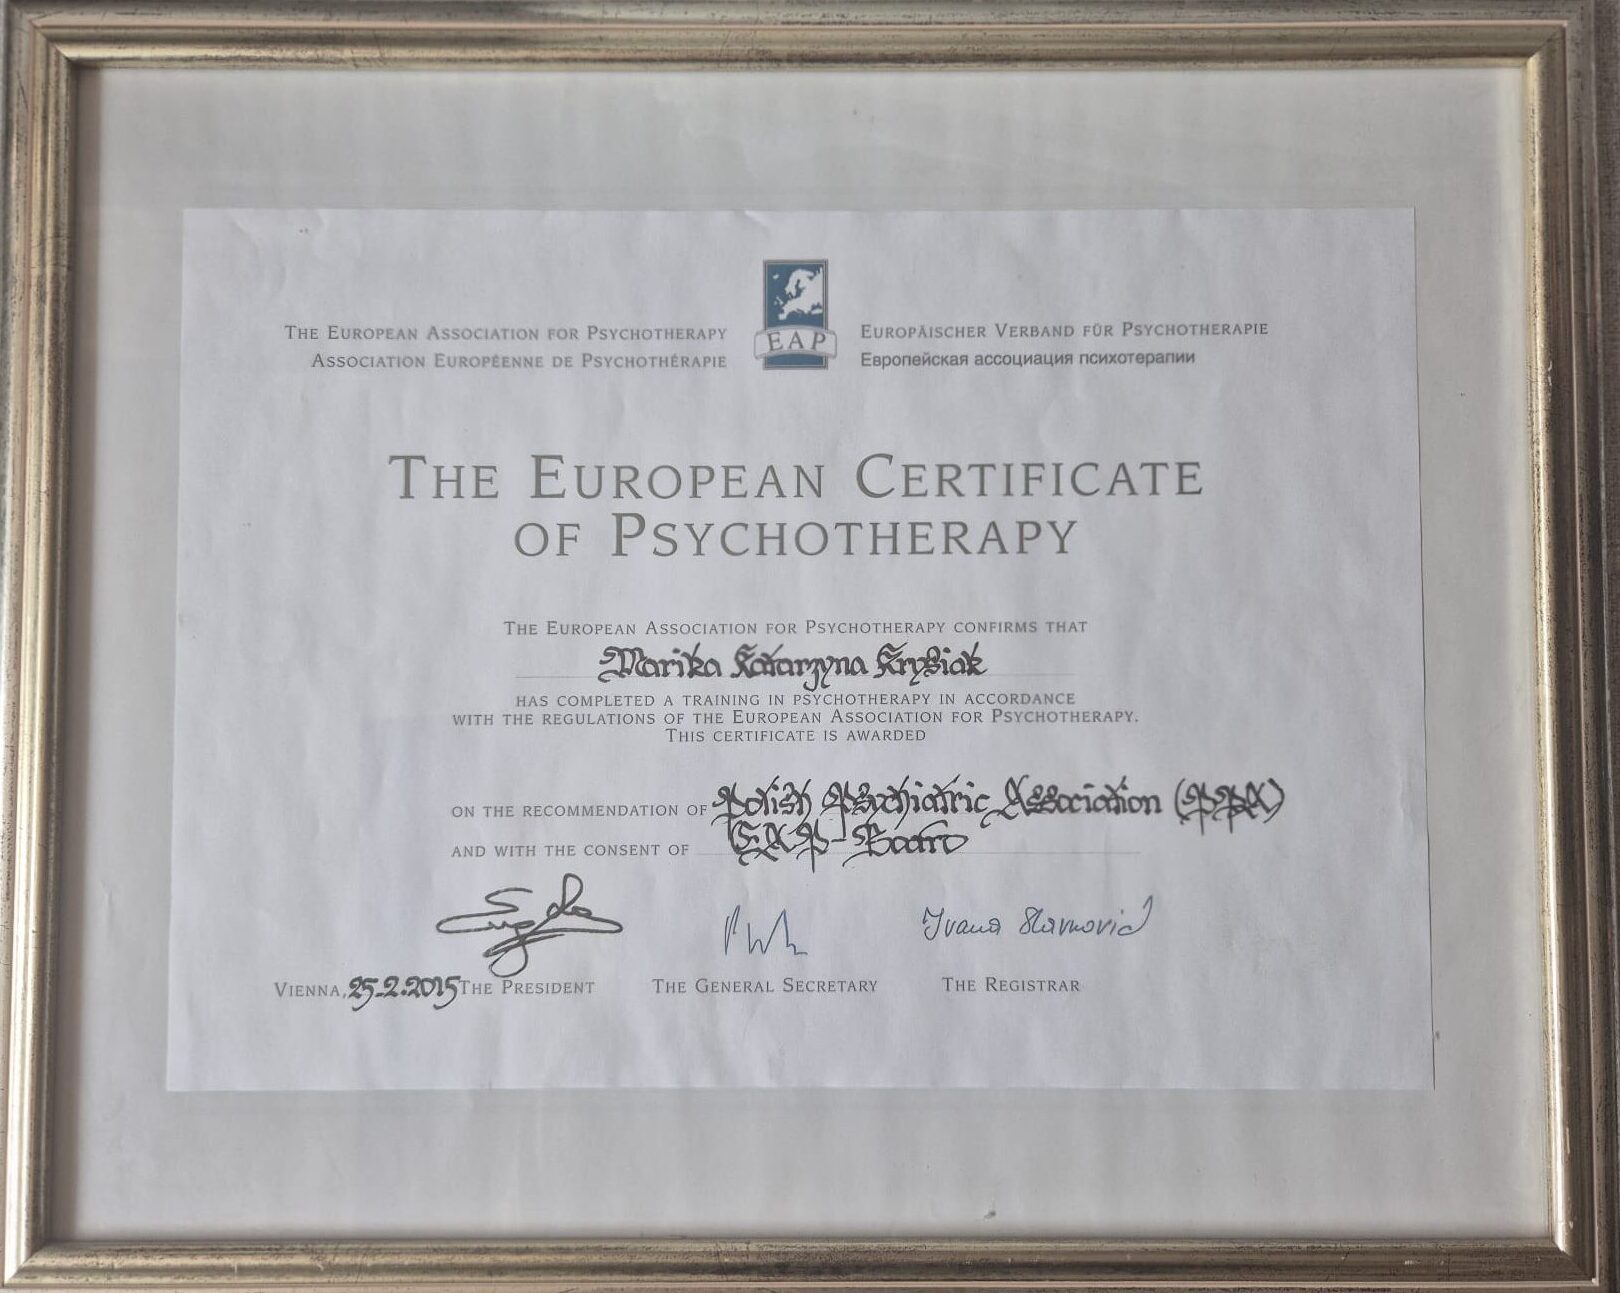 THE EUROPEAN ASSOCIATION FOR PSYCHOTHERAPY
ASSOCIATION EUROPÉENNE DE PSYCHOTHÉRAPIE
EAP
EUROPÄISCHER VERBAND FÜR PSYCHOTHERAPIE
Европейская ассоциация психотерапии
THE EUROPEAN CERTIFICATE
OF PSYCHOTHERAPY
THE EUROPEAN ASSOCIATION FOR PSYCHOTHERAPY CONFIRMS THAT
Marika Katarzyna Krysiak
HAS COMPLETED A TRAINING IN PSYCHOTHERAPY IN ACCORDANCE
WITH THE REGULATIONS OF THE EUROPEAN ASSOCIATION FOR PSYCHOTHERAPY.
THIS CERTIFICATE IS AWARDED
ON THE RECOMMENDATION OF Polish Psychiatric Association (PPA)
AND WITH THE CONSENT OF EAP-Board
Ivana Slavković
VIENNA, 25.2.2015 THE PRESIDENT
THE GENERAL SECRETARY
THE REGISTRAR